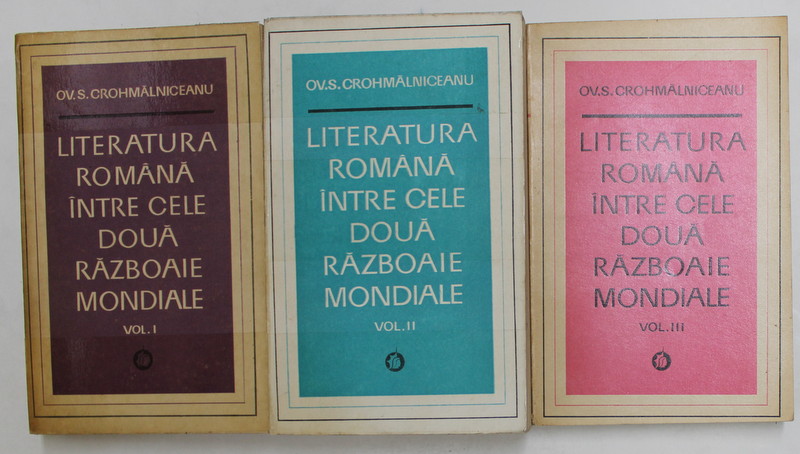 OV.S. CROHMĂLNICEANU
LITERATURA
ROMÂNĂ
ÎNTRE CELE
DOUĂ
RĂZBOAIE
MONDIALE
VOL. I
OV.S. CROHMĂLNICEANU
LITERATURA
ROMÂNĂ
ÎNTRE CELE
DOUĂ
RĂZBOAIE
MONDIALE
VOL. II
OV.S. CROHMĂLNICEANU
LITERATURA
ROMÂNĂ
ÎNTRE CELE
DOUĂ
RĂZBOAIE
MONDIALE
VOL. III